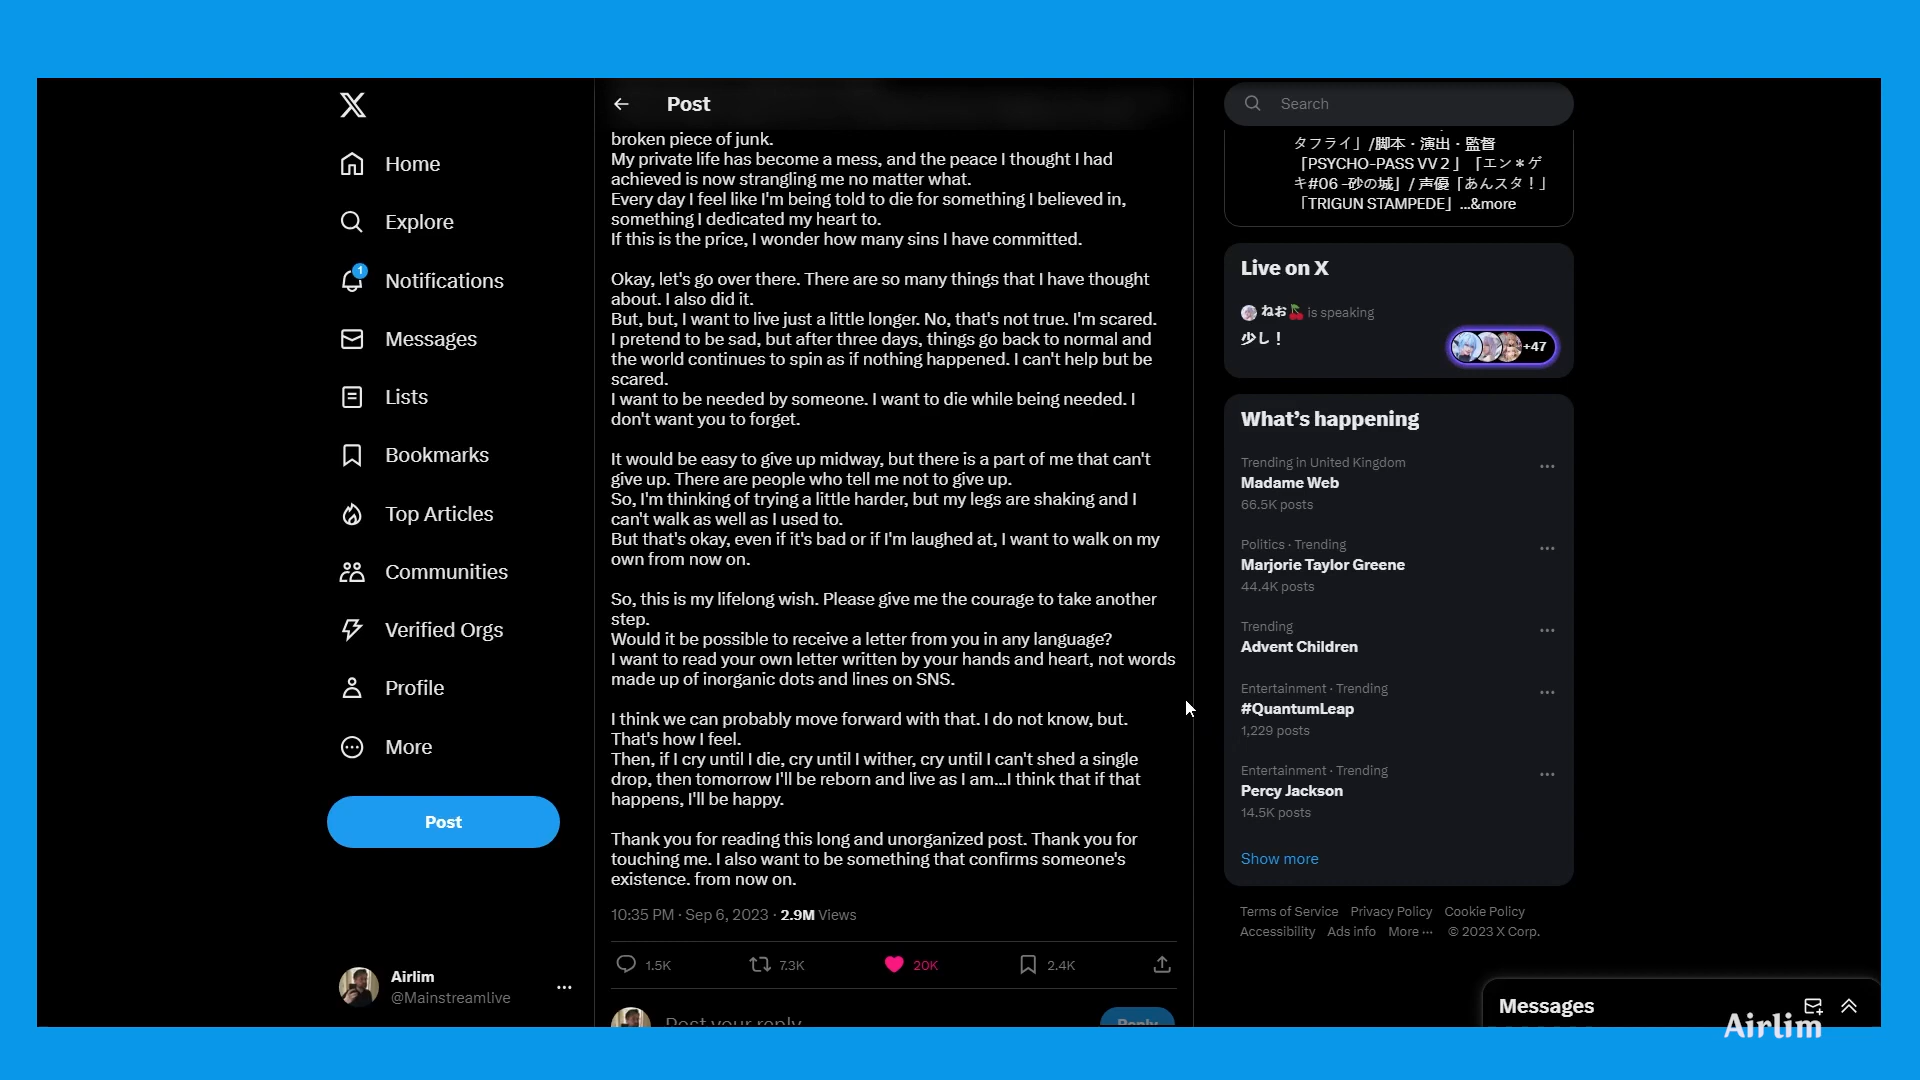 Home
Explore
1
Notifications
Messages
Lists
Bookmarks
Top Articles
Communities
Verified Orgs
Profile
More
Post
Airlim
@Mainstreamlive
Post
broken piece of junk.
My private life has become a mess, and the peace I thought I had
achieved is now strangling me no matter what.
Every day I feel like I'm being told to die for something I believed in,
something I dedicated my heart to.
If this is the price, I wonder how many sins I have committed.
Okay, let's go over there. There are so many things that I have thought
about. I also did it.
But, but, I want to live just a little longer. No, that's not true. I'm scared.
I pretend to be sad, but after three days, things go back to normal and
the world continues to spin as if nothing happened. I can't help but be
scared.
I want to be needed by someone. I want to die while being needed. I
don't want you to forget.
It would be easy to give up midway, but there is a part of me that can't
give up. There are people who tell me not to give up.
So, I'm thinking of trying a little harder, but my legs are shaking and I
can't walk as well as I used to.
But that's okay, even if it's bad or if I'm laughed at, I want to walk on my
own from now on.
So, this is my lifelong wish. Please give me the courage to take another
step.
Would it be possible to receive a letter from you in any language?
I want to read your own letter written by your hands and heart, not words
made up of inorganic dots and lines on SNS.
I think we can probably move forward with that. I do not know, but.
That's how I feel.
Then, if I cry until I die, cry until I wither, cry until I can't shed a single
drop, then tomorrow I'll be reborn and live as I am...I think that if that
happens, I'll be happy.
Thank you for reading this long and unorganized post. Thank you for
touching me. I also want to be something that confirms someone's
existence. from now on.
10:35 PM · Sep 6, 2023 · 2.9M Views
1.5K 7.3K 20K 2.4K
Post your reply
Reply
Search
タフライ」/脚本・演出・監督
「PSYCHO-PASS VV２」「エン＊ゲ
キ#06 -砂の城」/ 声優「あんスタ！」
「TRIGUN STAMPEDE」...&more
Live on X
ねお🍒 is speaking
少し！
+47
What's happening
Trending in United Kingdom
Madame Web
66.5K posts
Politics · Trending
Marjorie Taylor Greene
44.4K posts
Trending
Advent Children
Entertainment · Trending
#QuantumLeap
1,229 posts
Entertainment · Trending
Percy Jackson
14.5K posts
Show more
Terms of Service Privacy Policy Cookie Policy
Accessibility Ads info More ··· © 2023 X Corp.
Messages
Airlim